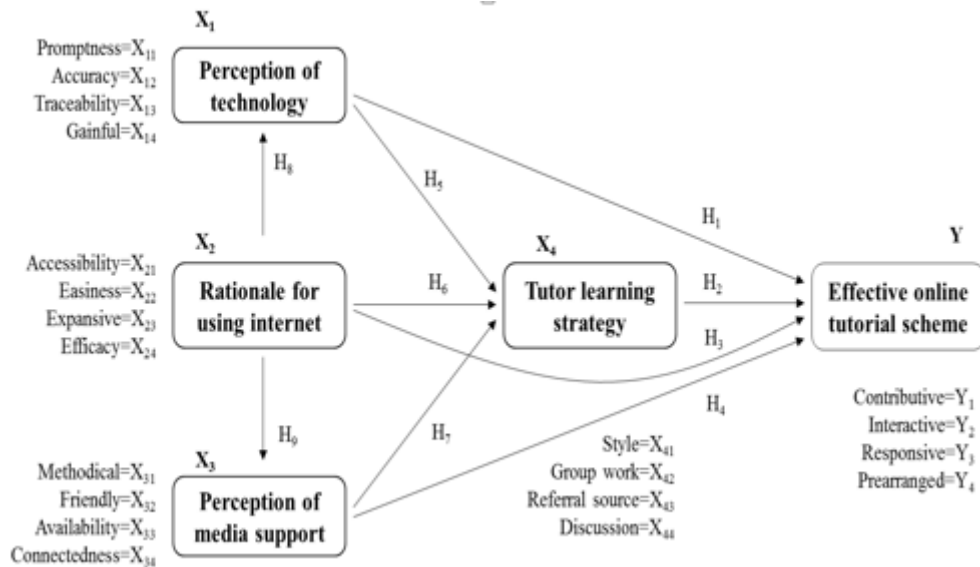 X₁
Promptness=X₁₁
Accuracy=X₁₂
Traceability=X₁₃
Gainful=X₁₄
Perception of
technology
H₈
H₅
H₁
X₂
Accessibility=X₂₁
Easiness=X₂₂
Expansive=X₂₃
Efficacy=X₂₄
Rationale for
using internet
H₆
X₄
Tutor learning
strategy
H₂
Y
Effective online
tutorial scheme
H₃
H₄
H₉
H₇
X₃
Methodical=X₃₁
Friendly=X₃₂
Availability=X₃₃
Connectedness=X₃₄
Perception of
media support
Style=X₄₁
Group work=X₄₂
Referral source=X₄₃
Discussion=X₄₄
Contributive=Y₁
Interactive=Y₂
Responsive=Y₃
Prearranged=Y₄